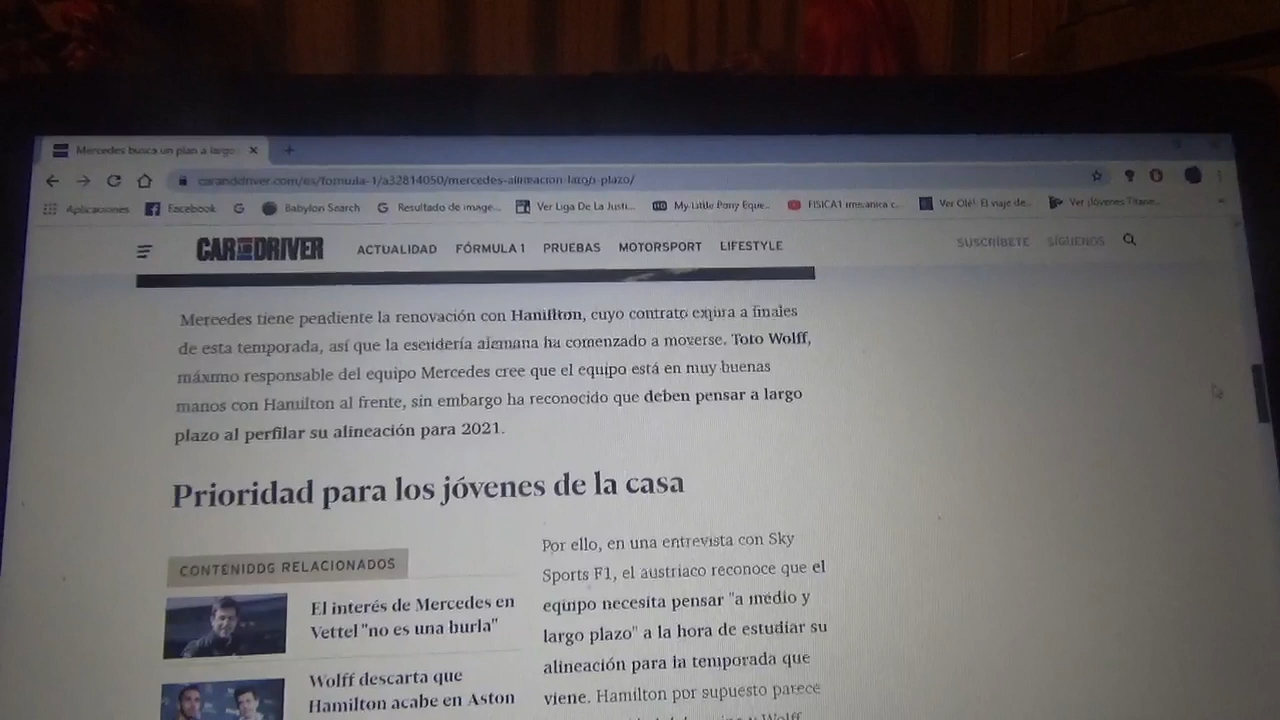 Mercedes busca un plan a largo
caranddriver.com/es/formula-1/a32814050/mercedes-alineacion-largo-plazo/
Aplicaciones Facebook Babylon Search Resultado de image... Ver Liga De La Justi... My Little Pony Eque... FISICA1 mecanica c... Ver Olé! El viaje de... Ver ¡Jóvenes Titane...
CAR AND DRIVER ACTUALIDAD FÓRMULA 1 PRUEBAS MOTORSPORT LIFESTYLE SUSCRÍBETE SÍGUENOS
Mercedes tiene pendiente la renovación con Hamilton, cuyo contrato expira a finales
de esta temporada, así que la escudería alemana ha comenzado a moverse. Toto Wolff,
máximo responsable del equipo Mercedes cree que el equipo está en muy buenas
manos con Hamilton al frente, sin embargo ha reconocido que deben pensar a largo
plazo al perfilar su alineación para 2021.
Prioridad para los jóvenes de la casa
CONTENIDOS RELACIONADOS
El interés de Mercedes en
Vettel "no es una burla"
Wolff descarta que
Hamilton acabe en Aston
Por ello, en una entrevista con Sky
Sports F1, el austriaco reconoce que el
equipo necesita pensar "a medio y
largo plazo" a la hora de estudiar su
alineación para la temporada que
viene. Hamilton por supuesto parece
Wolff